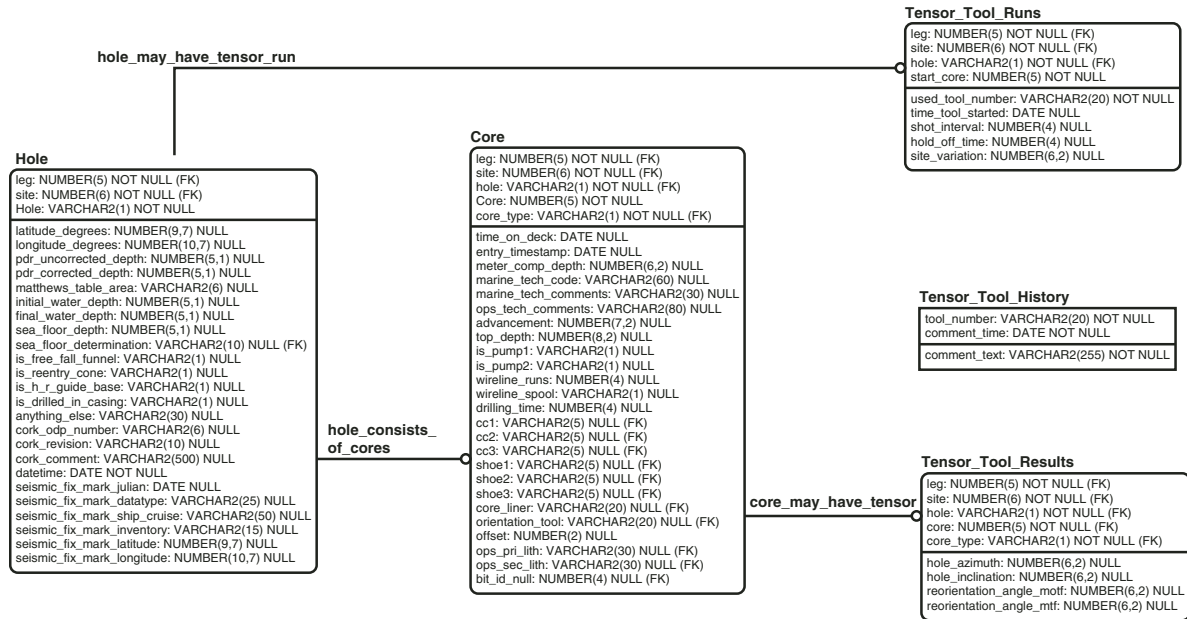 Tensor_Tool_Runs
leg: NUMBER(5) NOT NULL (FK)
site: NUMBER(6) NOT NULL (FK)
hole: VARCHAR2(1) NOT NULL (FK)
start_core: NUMBER(5) NOT NULL
used_tool_number: VARCHAR2(20) NOT NULL
time_tool_started: DATE NULL
shot_interval: NUMBER(4) NULL
hold_off_time: NUMBER(4) NULL
site_variation: NUMBER(6,2) NULL
hole_may_have_tensor_run
Hole
leg: NUMBER(5) NOT NULL (FK)
site: NUMBER(6) NOT NULL (FK)
Hole: VARCHAR2(1) NOT NULL
latitude_degrees: NUMBER(9,7) NULL
longitude_degrees: NUMBER(10,7) NULL
pdr_uncorrected_depth: NUMBER(5,1) NULL
pdr_corrected_depth: NUMBER(5,1) NULL
matthews_table_area: VARCHAR2(6) NULL
initial_water_depth: NUMBER(5,1) NULL
final_water_depth: NUMBER(5,1) NULL
sea_floor_depth: NUMBER(5,1) NULL
sea_floor_determination: VARCHAR2(10) NULL (FK)
is_free_fall_funnel: VARCHAR2(1) NULL
is_reentry_cone: VARCHAR2(1) NULL
is_h_r_guide_base: VARCHAR2(1) NULL
is_drilled_in_casing: VARCHAR2(1) NULL
anything_else: VARCHAR2(30) NULL
cork_odp_number: VARCHAR2(6) NULL
cork_revision: VARCHAR2(10) NULL
cork_comment: VARCHAR2(500) NULL
datetime: DATE NOT NULL
seismic_fix_mark_julian: DATE NULL
seismic_fix_mark_datatype: VARCHAR2(25) NULL
seismic_fix_mark_ship_cruise: VARCHAR2(50) NULL
seismic_fix_mark_inventory: VARCHAR2(15) NULL
seismic_fix_mark_latitude: NUMBER(9,7) NULL
seismic_fix_mark_longitude: NUMBER(10,7) NULL
hole_consists_
of_cores
Core
leg: NUMBER(5) NOT NULL (FK)
site: NUMBER(6) NOT NULL (FK)
hole: VARCHAR2(1) NOT NULL (FK)
Core: NUMBER(5) NOT NULL
core_type: VARCHAR2(1) NOT NULL (FK)
time_on_deck: DATE NULL
entry_timestamp: DATE NULL
meter_comp_depth: NUMBER(6,2) NULL
marine_tech_code: VARCHAR2(60) NULL
marine_tech_comments: VARCHAR2(30) NULL
ops_tech_comments: VARCHAR2(80) NULL
advancement: NUMBER(7,2) NULL
top_depth: NUMBER(8,2) NULL
is_pump1: VARCHAR2(1) NULL
is_pump2: VARCHAR2(1) NULL
wireline_runs: NUMBER(4) NULL
wireline_spool: VARCHAR2(1) NULL
drilling_time: NUMBER(4) NULL
cc1: VARCHAR2(5) NULL (FK)
cc2: VARCHAR2(5) NULL (FK)
cc3: VARCHAR2(5) NULL (FK)
shoe1: VARCHAR2(5) NULL (FK)
shoe2: VARCHAR2(5) NULL (FK)
shoe3: VARCHAR2(5) NULL (FK)
core_liner: VARCHAR2(20) NULL (FK)
orientation_tool: VARCHAR2(20) NULL (FK)
offset: NUMBER(2) NULL
ops_pri_lith: VARCHAR2(30) NULL (FK)
ops_sec_lith: VARCHAR2(30) NULL (FK)
bit_id_null: NUMBER(4) NULL (FK)
core_may_have_tensor
Tensor_Tool_History
tool_number: VARCHAR2(20) NOT NULL
comment_time: DATE NOT NULL
comment_text: VARCHAR2(255) NOT NULL
Tensor_Tool_Results
leg: NUMBER(5) NOT NULL (FK)
site: NUMBER(6) NOT NULL (FK)
hole: VARCHAR2(1) NOT NULL (FK)
core: NUMBER(5) NOT NULL (FK)
core_type: VARCHAR2(1) NOT NULL (FK)
hole_azimuth: NUMBER(6,2) NULL
hole_inclination: NUMBER(6,2) NULL
reorientation_angle_motf: NUMBER(6,2) NULL
reorientation_angle_mtf: NUMBER(6,2) NULL